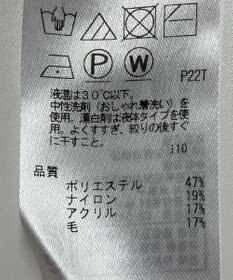 P22T
P W
液温は30℃以下。
中性洗剤(おしゃれ着洗い)を使
用、漂白剤は液体タイプを使
用、よくすすぎ、絞りの後すぐ
に干すこと。
110
品質
ポリエステル 47%
ナイロン 19%
アクリル 17%
毛 17%